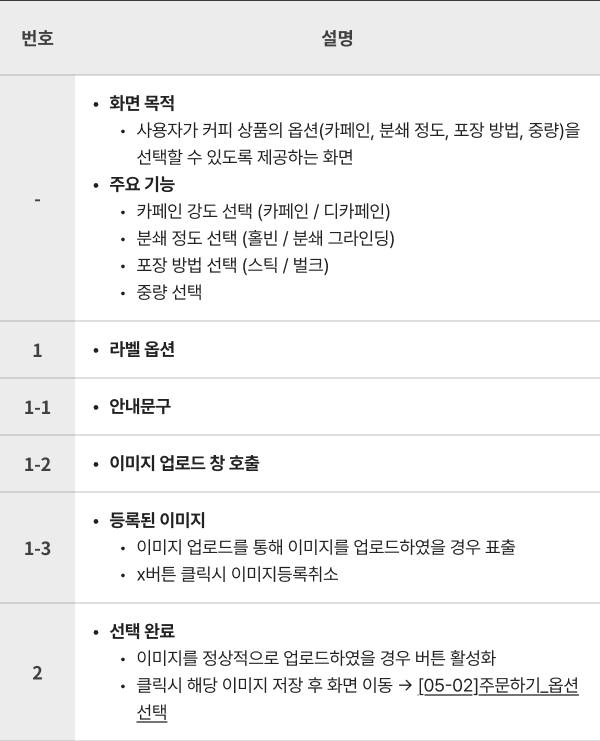 번호 설명
-
• 화면 목적
• 사용자가 커피 상품의 옵션(카페인, 분쇄 정도, 포장 방법, 중량)을
선택할 수 있도록 제공하는 화면
• 주요 기능
• 카페인 강도 선택 (카페인 / 디카페인)
• 분쇄 정도 선택 (홀빈 / 분쇄 그라인딩)
• 포장 방법 선택 (스틱 / 벌크)
• 중량 선택
1 • 라벨 옵션
1-1 • 안내문구
1-2 • 이미지 업로드 창 호출
1-3
• 등록된 이미지
• 이미지 업로드를 통해 이미지를 업로드하였을 경우 표출
• x버튼 클릭시 이미지등록취소
2
• 선택 완료
• 이미지를 정상적으로 업로드하였을 경우 버튼 활성화
• 클릭시 해당 이미지 저장 후 화면 이동 → [05-02]주문하기_옵션
선택